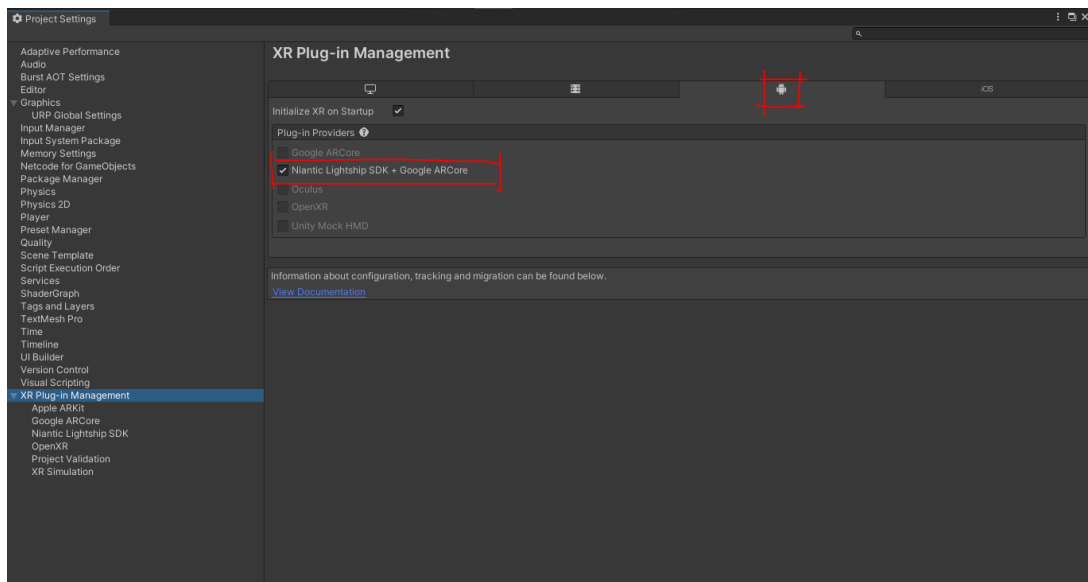 Project Settings
Adaptive Performance
Audio
Burst AOT Settings
Editor
Graphics
URP Global Settings
Input Manager
Input System Package
Memory Settings
Netcode for GameObjects
Package Manager
Physics
Physics 2D
Player
Preset Manager
Quality
Scene Template
Script Execution Order
Services
ShaderGraph
Tags and Layers
TextMesh Pro
Time
Timeline
UI Builder
Version Control
Visual Scripting
XR Plug-in Management
Apple ARKit
Google ARCore
Niantic Lightship SDK
OpenXR
Project Validation
XR Simulation
XR Plug-in Management
iOS
Initialize XR on Startup
Plug-in Providers
Google ARCore
Niantic Lightship SDK + Google ARCore
Oculus
OpenXR
Unity Mock HMD
Information about configuration, tracking and migration can be found below.
View Documentation